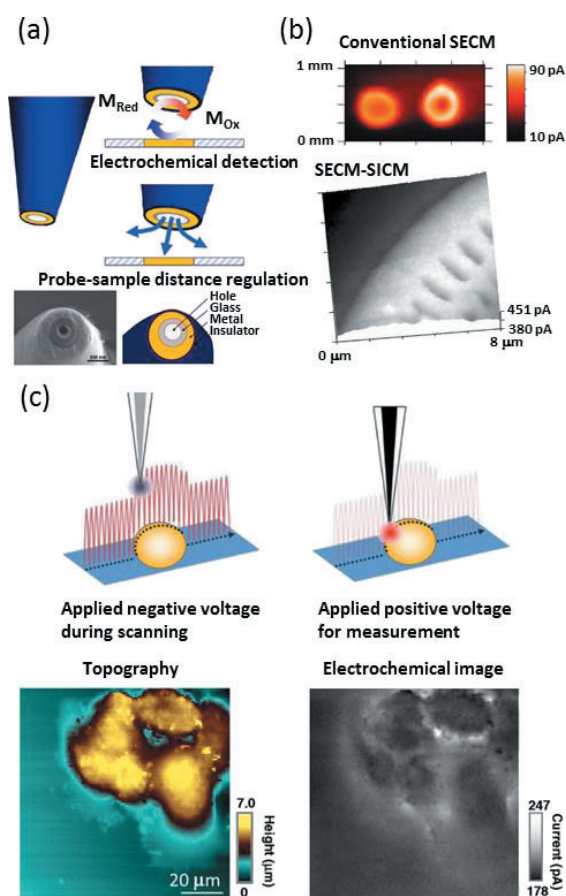 (a)
M_Red
M_Ox
Electrochemical detection
Probe-sample distance regulation
Hole
Glass
Metal
Insulator
(b)
Conventional SECM
1 mm
0 mm
90 pA
10 pA
SECM-SICM
451 pA
380 pA
0 μm
8 μm
(c)
Applied negative voltage
during scanning
Applied positive voltage
for measurement
Topography
Electrochemical image
7.0
Height (μm)
0
20 μm
247
Current (pA)
178